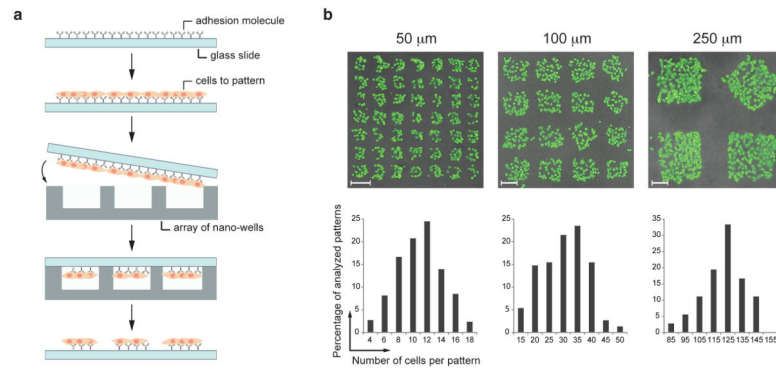 a
adhesion molecule
glass slide
cells to pattern
array of nano-wells
b
50 μm
100 μm
250 μm
Percentage of analyzed patterns
25
20
15
10
5
0
4 6 8 10 12 14 16 18
25
20
15
10
5
0
15 20 25 30 35 40 45 50
35
30
25
20
15
10
5
0
85 95 105 115 125 135 145 155
Number of cells per pattern